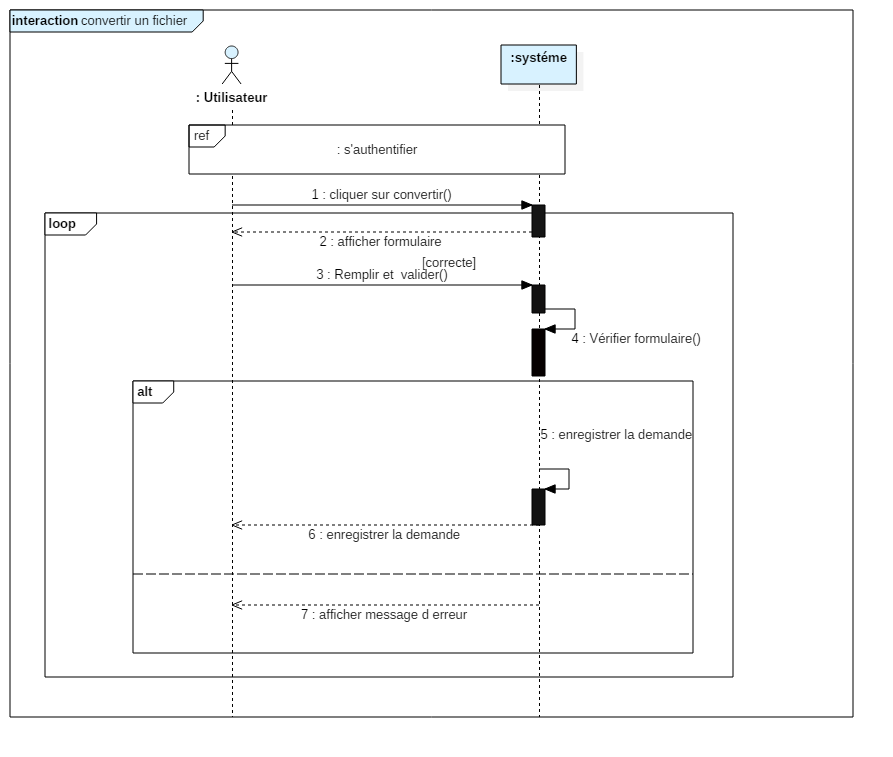 interaction convertir un fichier
:systéme
: Utilisateur
ref
: s'authentifier
1 : cliquer sur convertir()
loop
2 : afficher formulaire
[correcte]
3 : Remplir et  valider()
4 : Vérifier formulaire()
alt
5 : enregistrer la demande
6 : enregistrer la demande
7 : afficher message d erreur